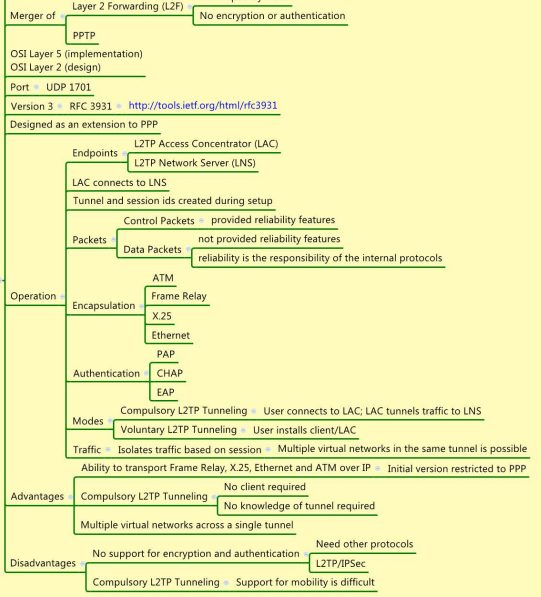 Merger of
Layer 2 Forwarding (L2F)
No encryption or authentication
PPTP
OSI Layer 5 (implementation)
OSI Layer 2 (design)
Port UDP 1701
Version 3 RFC 3931 http://tools.ietf.org/html/rfc3931
Designed as an extension to PPP
Operation
Endpoints
L2TP Access Concentrator (LAC)
L2TP Network Server (LNS)
LAC connects to LNS
Tunnel and session ids created during setup
Packets
Control Packets provided reliability features
Data Packets
not provided reliability features
reliability is the responsibility of the internal protocols
Encapsulation
ATM
Frame Relay
X.25
Ethernet
Authentication
PAP
CHAP
EAP
Modes
Compulsory L2TP Tunneling User connects to LAC; LAC tunnels traffic to LNS
Voluntary L2TP Tunneling User installs client/LAC
Traffic Isolates traffic based on session Multiple virtual networks in the same tunnel is possible
Advantages
Ability to transport Frame Relay, X.25, Ethernet and ATM over IP Initial version restricted to PPP
Compulsory L2TP Tunneling
No client required
No knowledge of tunnel required
Multiple virtual networks across a single tunnel
Disadvantages
No support for encryption and authentication
Need other protocols
L2TP/IPSec
Compulsory L2TP Tunneling Support for mobility is difficult